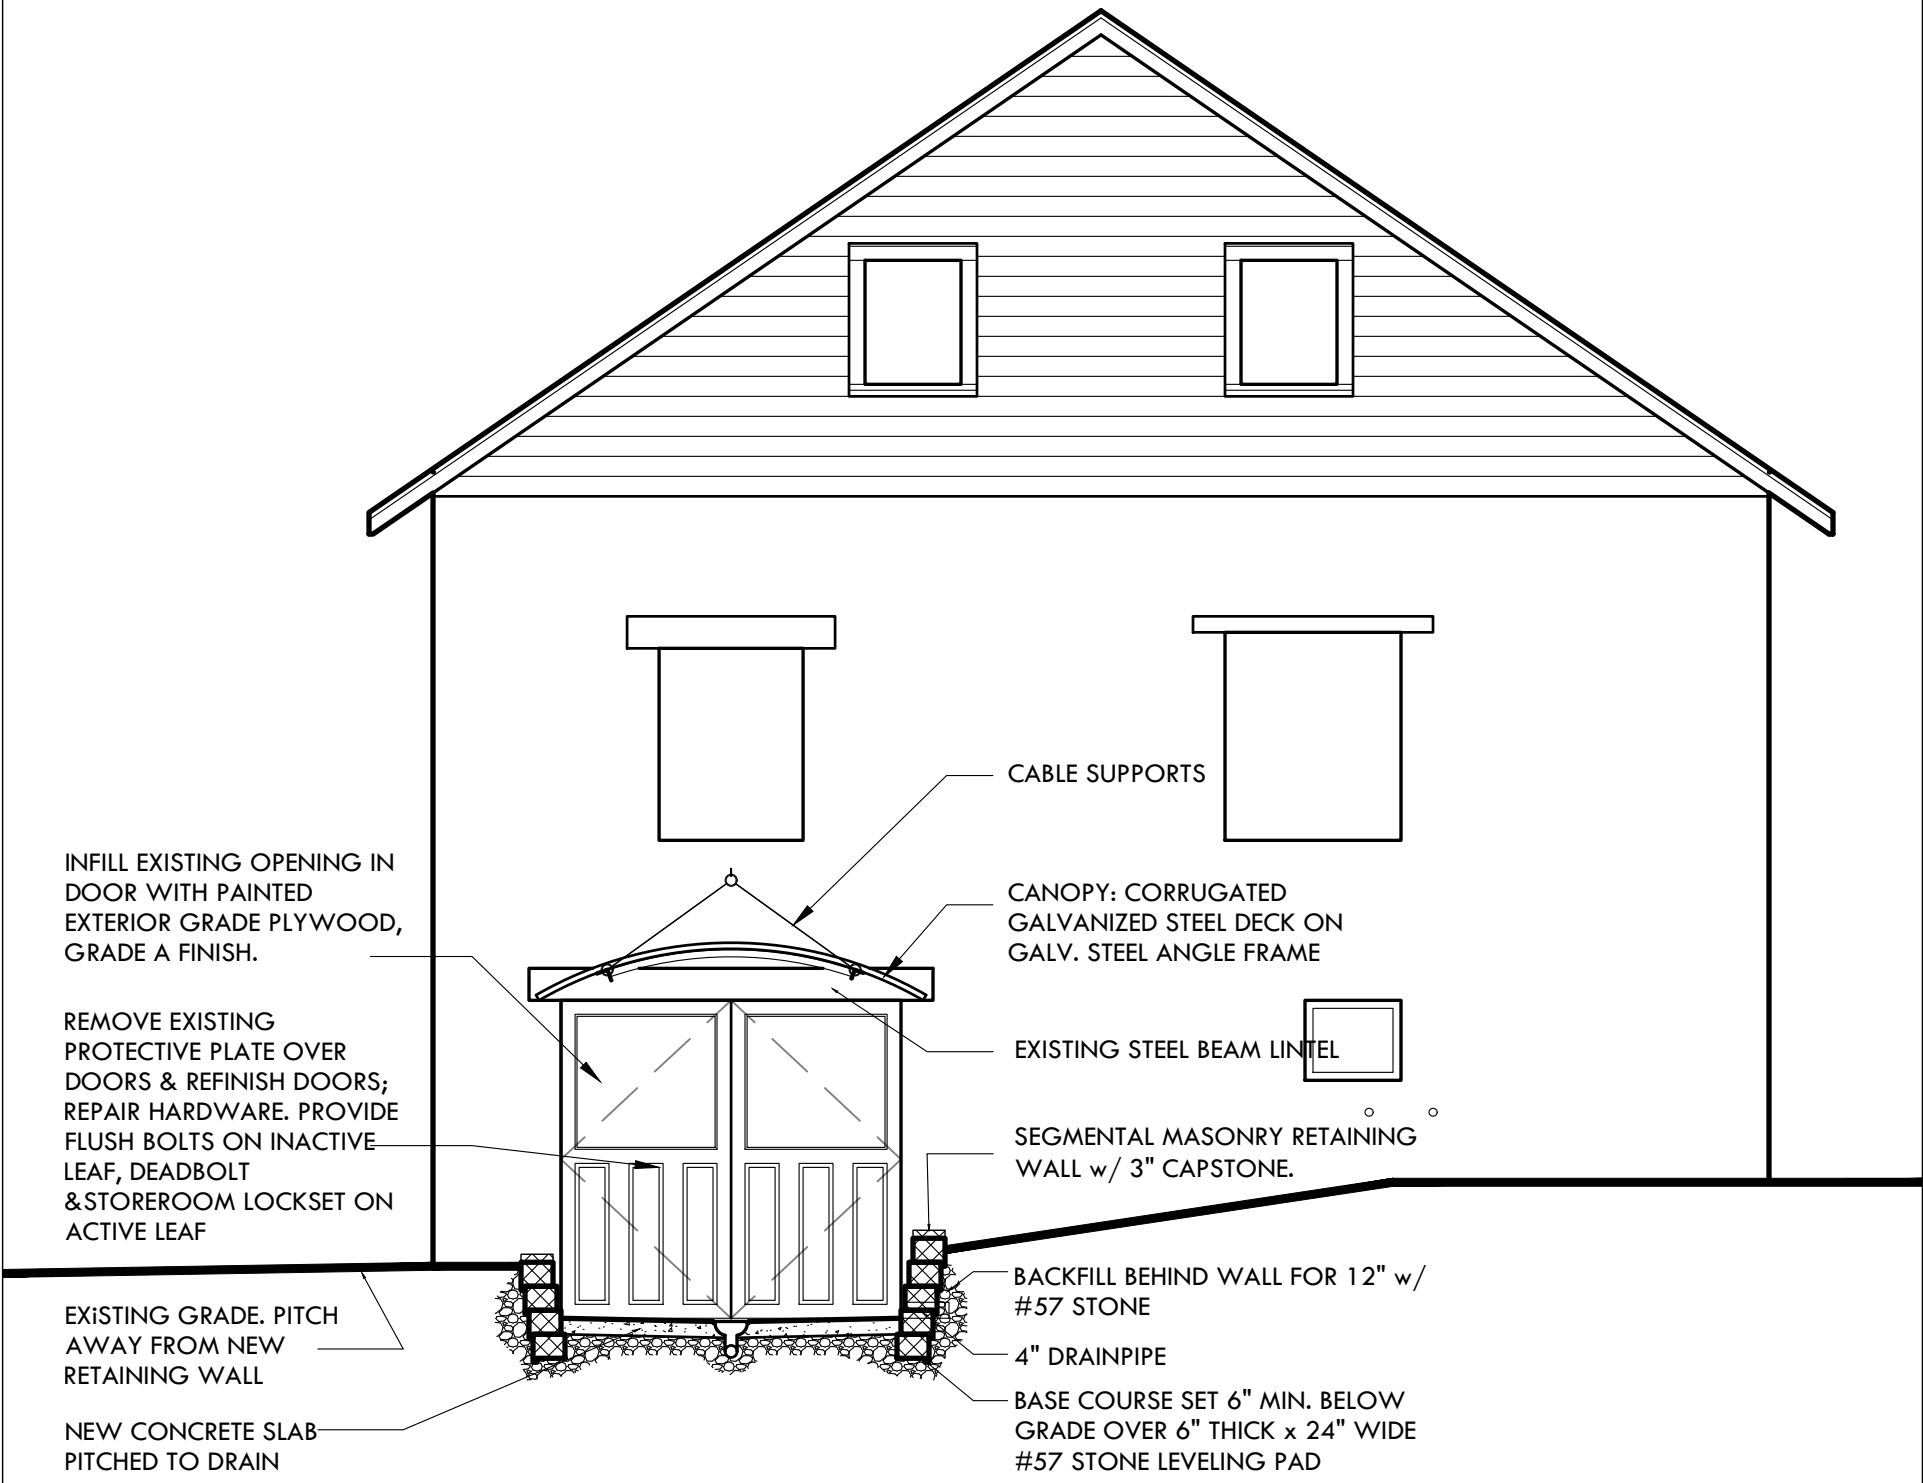 INFILL EXISTING OPENING IN
DOOR WITH PAINTED
EXTERIOR GRADE PLYWOOD,
GRADE A FINISH.
REMOVE EXISTING
PROTECTIVE PLATE OVER
DOORS & REFINISH DOORS;
REPAIR HARDWARE. PROVIDE
FLUSH BOLTS ON INACTIVE
LEAF, DEADBOLT
&STOREROOM LOCKSET ON
ACTIVE LEAF
EXiSTING GRADE. PITCH
AWAY FROM NEW
RETAINING WALL
NEW CONCRETE SLAB
PITCHED TO DRAIN
CABLE SUPPORTS
CANOPY: CORRUGATED
GALVANIZED STEEL DECK ON
GALV. STEEL ANGLE FRAME
EXISTING STEEL BEAM LINTEL
SEGMENTAL MASONRY RETAINING
WALL w/ 3" CAPSTONE.
BACKFILL BEHIND WALL FOR 12" w/
#57 STONE
4" DRAINPIPE
BASE COURSE SET 6" MIN. BELOW
GRADE OVER 6" THICK x 24" WIDE
#57 STONE LEVELING PAD